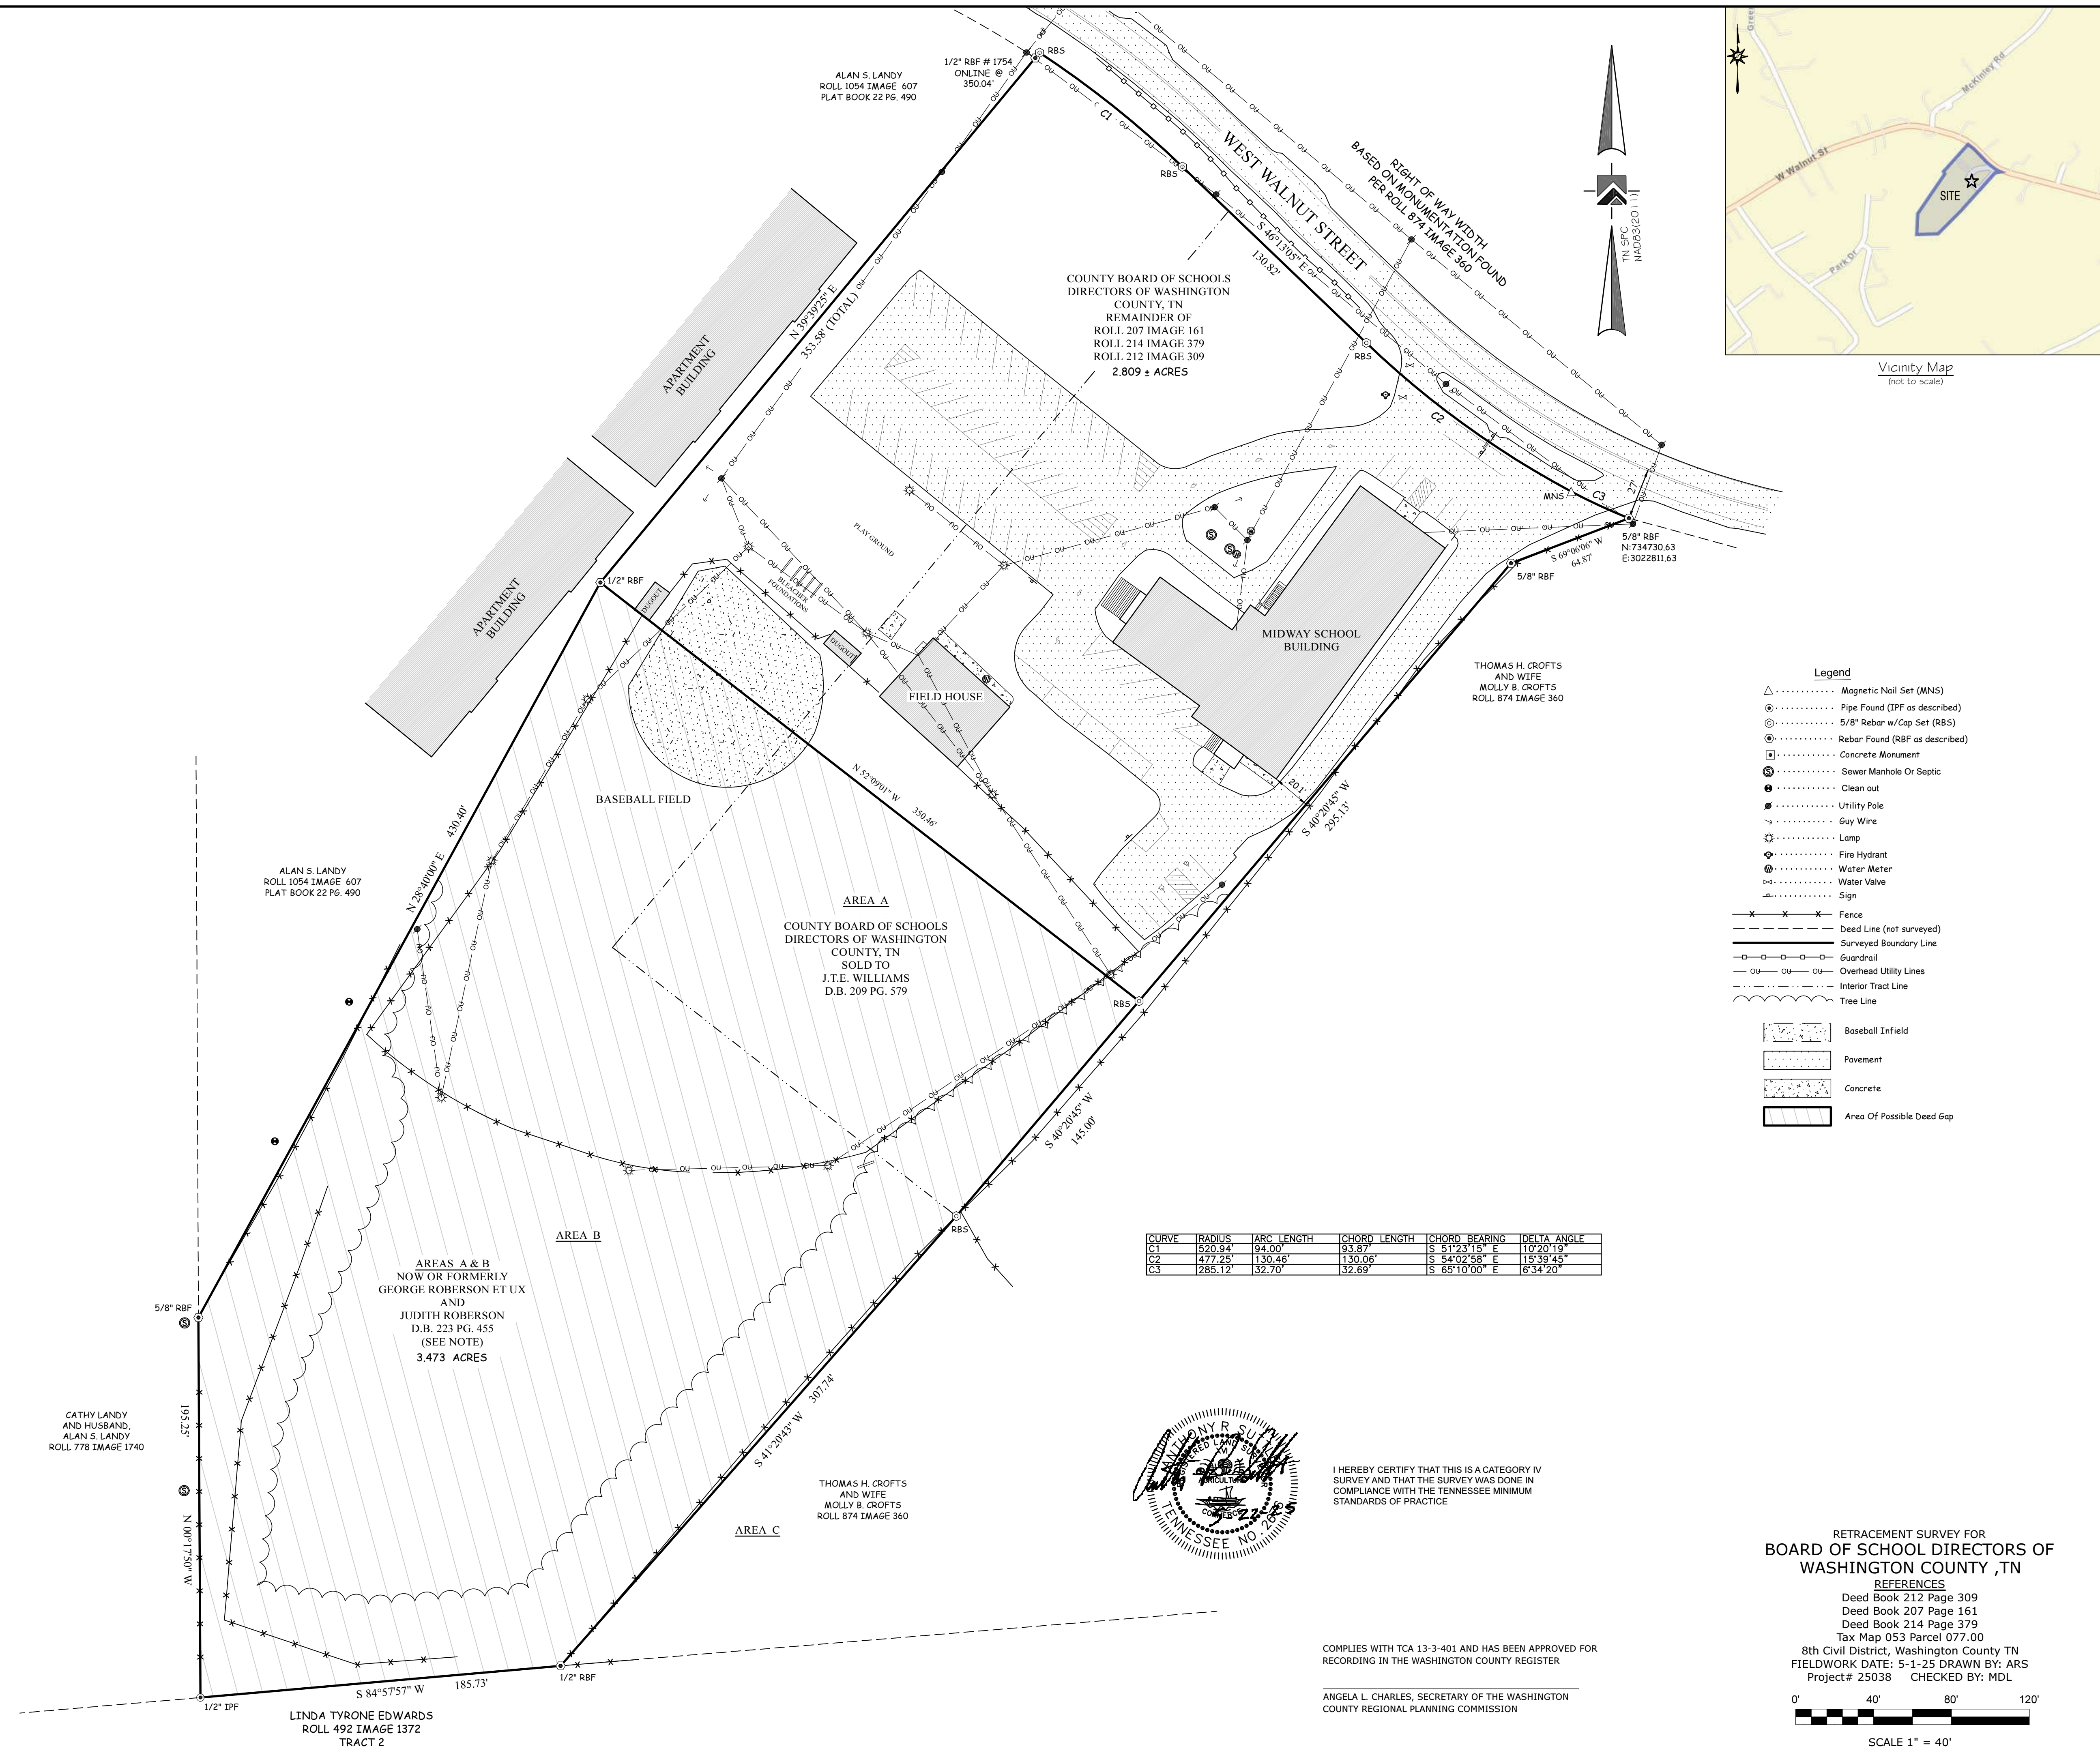 ALAN S. LANDY
ROLL 1054 IMAGE 607
PLAT BOOK 22 PG. 490
1/2" RBF # 1754
ONLINE @
350.04'
RBS
C1
RBS
WEST WALNUT STREET
RIGHT OF WAY WIDTH
BASED ON MONUMENTATION FOUND
PER ROLL 874 IMAGE 360
S 46°13'05" E
130.82'
TN SPC
NAD83(2011)
McKinley Rd
W Walnut St
SITE
Park Dr
Vicinity Map
(not to scale)
COUNTY BOARD OF SCHOOLS
DIRECTORS OF WASHINGTON
COUNTY, TN
REMAINDER OF
ROLL 207 IMAGE 161
ROLL 214 IMAGE 379
ROLL 212 IMAGE 309
2.809 ± ACRES
N 39°39'25" E
353.58' (TOTAL)
APARTMENT
BUILDING
APARTMENT
BUILDING
RBS
C2
MNS
C3
27'
5/8" RBF
N:734730.63
E:3022811.63
S 69°06'06" W
64.87'
5/8" RBF
PLAY GROUND
1/2" RBF
DUGOUT
BLEACHER
FOUNDATIONS
DUGOUT
FIELD HOUSE
MIDWAY SCHOOL
BUILDING
THOMAS H. CROFTS
AND WIFE
MOLLY B. CROFTS
ROLL 874 IMAGE 360
20.1'
S 40°20'45" W
295.13'
BASEBALL FIELD
N 52°09'01" W
350.46'
N 28°40'00" E
430.40'
ALAN S. LANDY
ROLL 1054 IMAGE 607
PLAT BOOK 22 PG. 490
AREA A
COUNTY BOARD OF SCHOOLS
DIRECTORS OF WASHINGTON
COUNTY, TN
SOLD TO
J.T.E. WILLIAMS
D.B. 209 PG. 579
RBS
S 40°20'45" W
145.00'
RBS
Legend
Magnetic Nail Set (MNS)
Pipe Found (IPF as described)
5/8" Rebar w/Cap Set (RBS)
Rebar Found (RBF as described)
Concrete Monument
Sewer Manhole Or Septic
Clean out
Utility Pole
Guy Wire
Lamp
Fire Hydrant
Water Meter
Water Valve
Sign
Fence
Deed Line (not surveyed)
Surveyed Boundary Line
Guardrail
OU OU OU Overhead Utility Lines
Interior Tract Line
Tree Line
Baseball Infield
Pavement
Concrete
Area Of Possible Deed Gap
AREA B
AREAS A & B
NOW OR FORMERLY
GEORGE ROBERSON ET UX
AND
JUDITH ROBERSON
D.B. 223 PG. 455
(SEE NOTE)
3.473 ACRES
CURVE RADIUS ARC LENGTH CHORD LENGTH CHORD BEARING DELTA ANGLE
C1 520.94' 94.00' 93.87' S 51°23'15" E 10°20'19"
C2 477.25' 130.46' 130.06' S 54°02'58" E 15°39'45"
C3 285.12' 32.70' 32.69' S 65°10'00" E 6°34'20"
5/8" RBF
195.25'
N 00°17'50" W
CATHY LANDY
AND HUSBAND,
ALAN S. LANDY
ROLL 778 IMAGE 1740
S 41°20'43" W
307.74'
THOMAS H. CROFTS
AND WIFE
MOLLY B. CROFTS
ROLL 874 IMAGE 360
AREA C
ANTHONY R
AGRICULTURE
COMMERCE
TENNESSEE NO
I HEREBY CERTIFY THAT THIS IS A CATEGORY IV
SURVEY AND THAT THE SURVEY WAS DONE IN
COMPLIANCE WITH THE TENNESSEE MINIMUM
STANDARDS OF PRACTICE
1/2" IPF
S 84°57'57" W
185.73'
1/2" RBF
LINDA TYRONE EDWARDS
ROLL 492 IMAGE 1372
TRACT 2
COMPLIES WITH TCA 13-3-401 AND HAS BEEN APPROVED FOR
RECORDING IN THE WASHINGTON COUNTY REGISTER
ANGELA L. CHARLES, SECRETARY OF THE WASHINGTON
COUNTY REGIONAL PLANNING COMMISSION
RETRACEMENT SURVEY FOR
BOARD OF SCHOOL DIRECTORS OF
WASHINGTON COUNTY ,TN
REFERENCES
Deed Book 212 Page 309
Deed Book 207 Page 161
Deed Book 214 Page 379
Tax Map 053 Parcel 077.00
8th Civil District, Washington County TN
FIELDWORK DATE: 5-1-25 DRAWN BY: ARS
Project# 25038 CHECKED BY: MDL
0' 40' 80' 120'
SCALE 1" = 40'